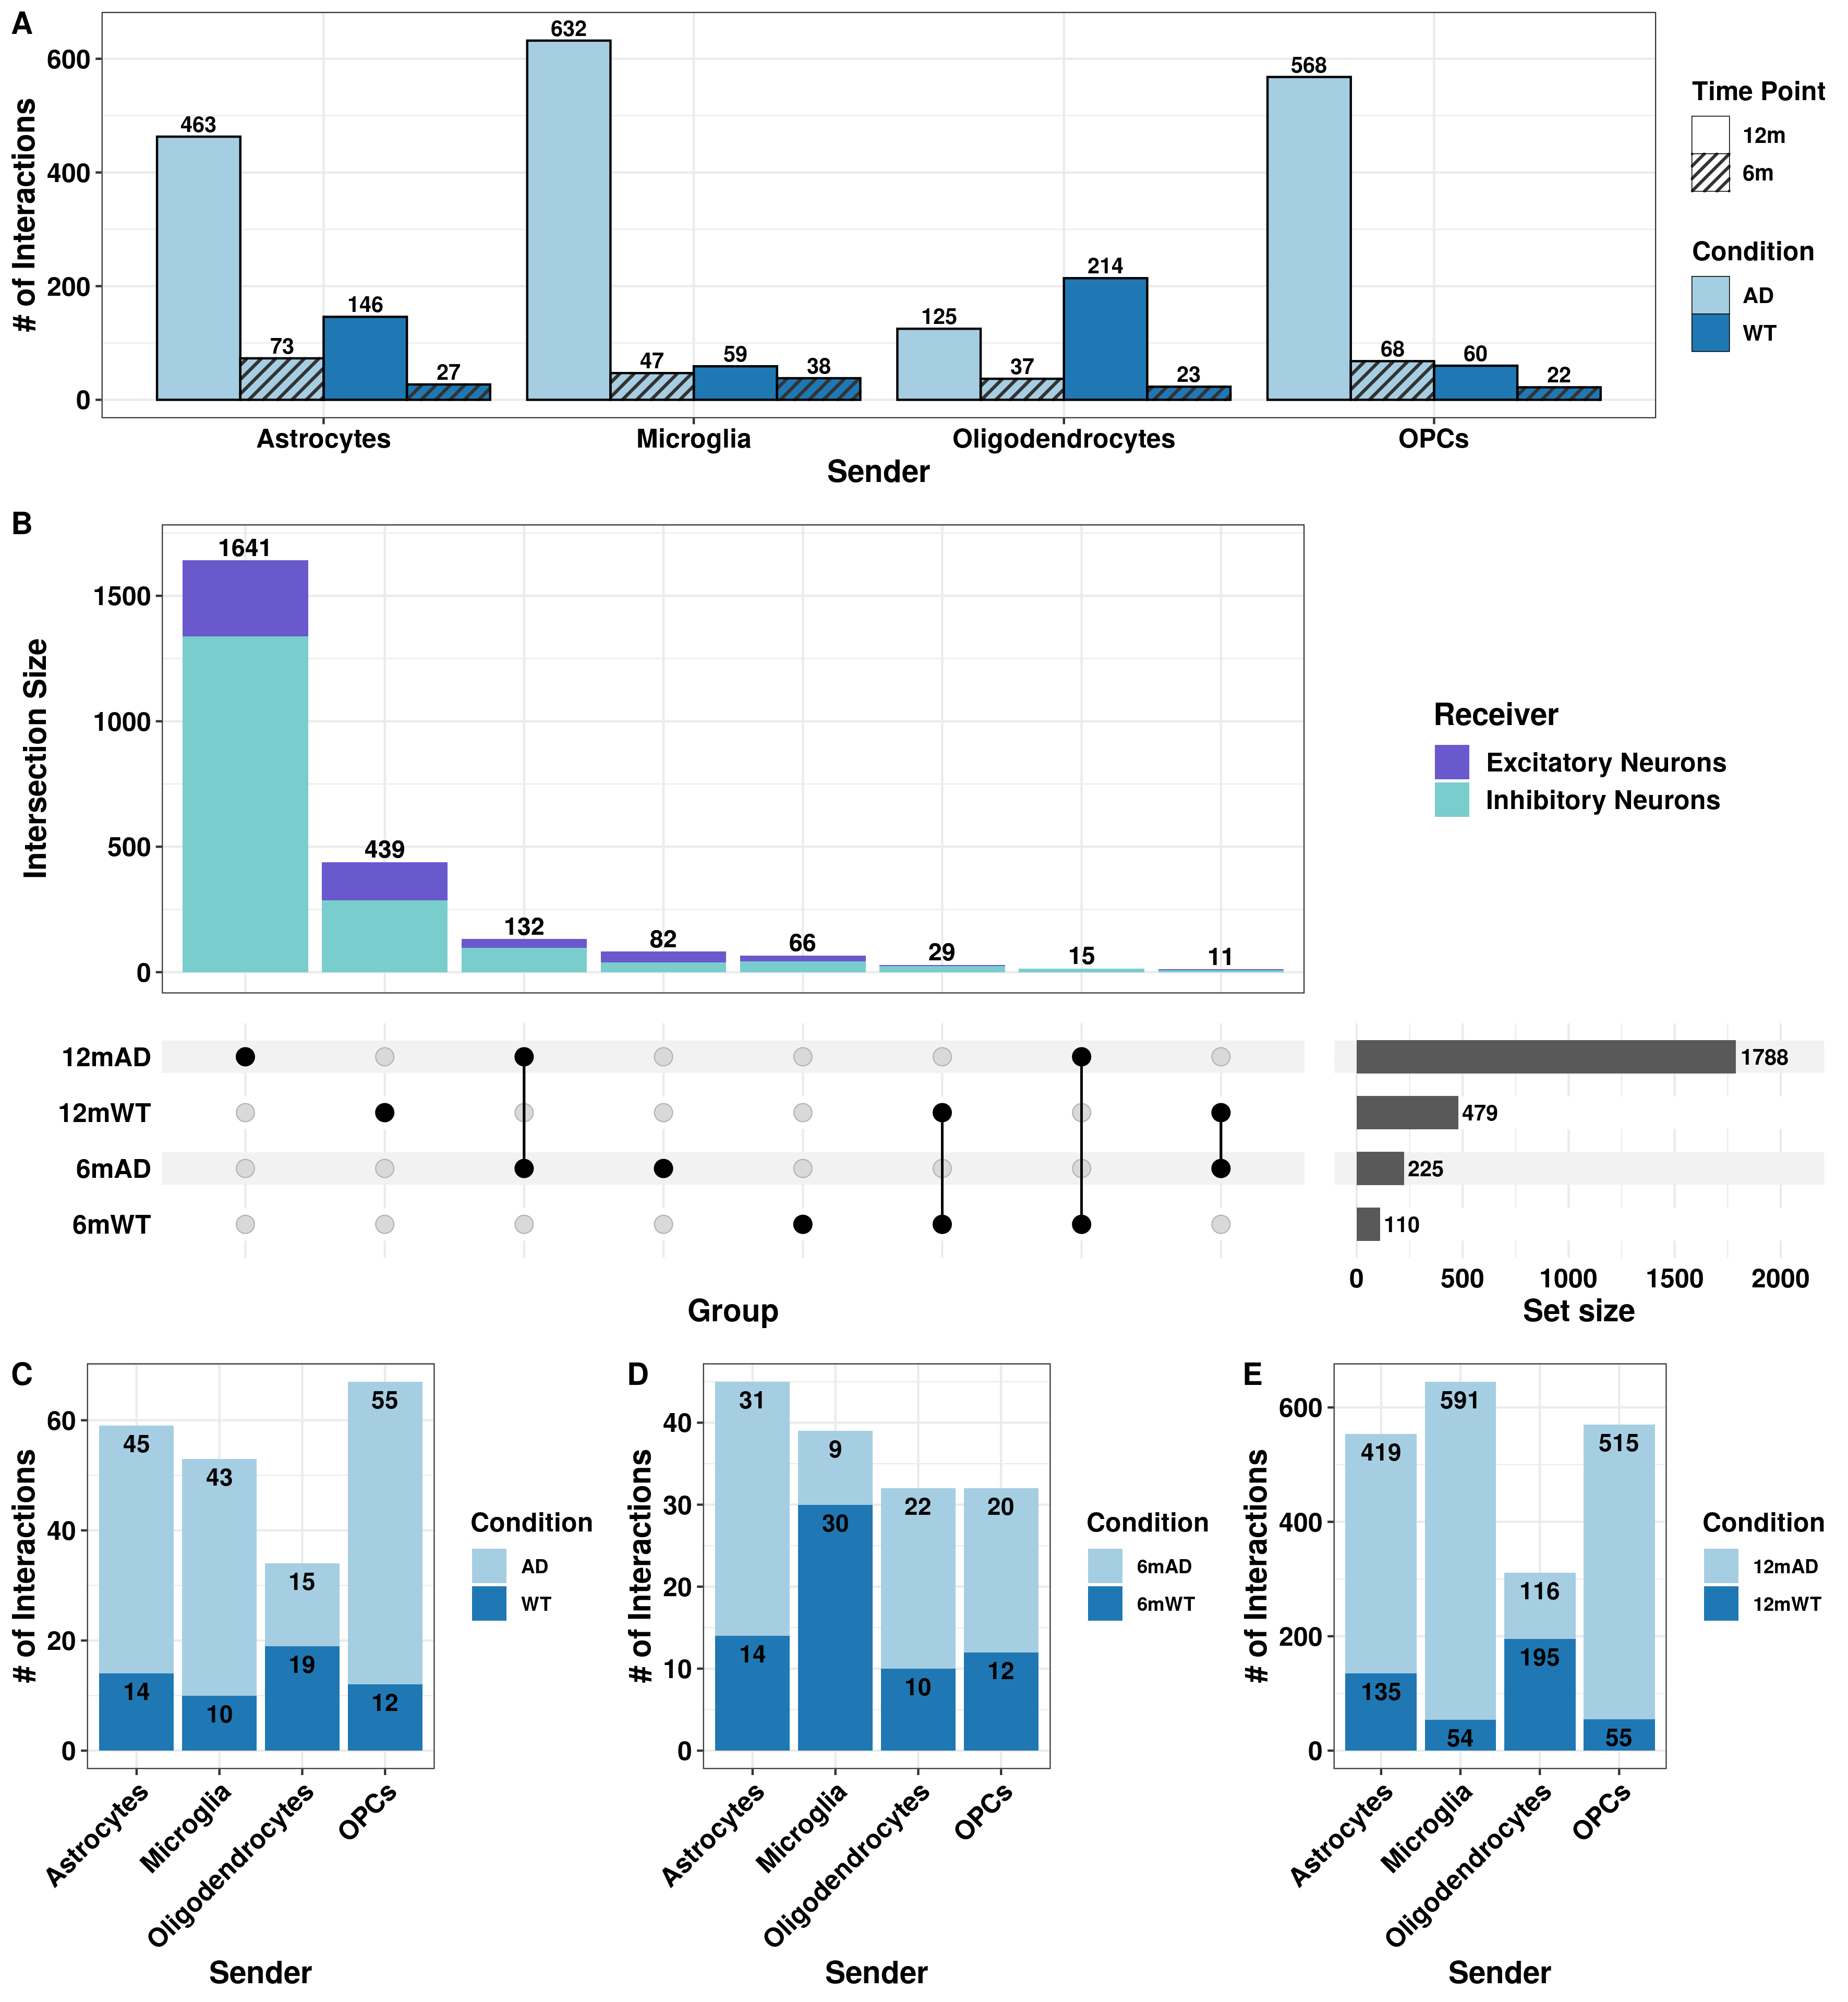 A
# of Interactions
600
400
200
0
463
73
146
27
632
47
59
38
125
37
214
23
568
68
60
22
Astrocytes
Microglia
Oligodendrocytes
OPCs
Sender
Time Point
12m
6m
Condition
AD
WT
B
Intersection Size
1500
1000
500
0
1641
439
132
82
66
29
15
11
Receiver
Excitatory Neurons
Inhibitory Neurons
12mAD
12mWT
6mAD
6mWT
Group
1788
479
225
110
0 500 1000 1500 2000
Set size
C
# of Interactions
60
40
20
0
45
14
43
10
15
19
55
12
Astrocytes
Microglia
Oligodendrocytes
OPCs
Sender
Condition
AD
WT
D
# of Interactions
40
30
20
10
0
31
14
9
30
22
10
20
12
Astrocytes
Microglia
Oligodendrocytes
OPCs
Sender
Condition
6mAD
6mWT
E
# of Interactions
600
400
200
0
419
135
591
54
116
195
515
55
Astrocytes
Microglia
Oligodendrocytes
OPCs
Sender
Condition
12mAD
12mWT